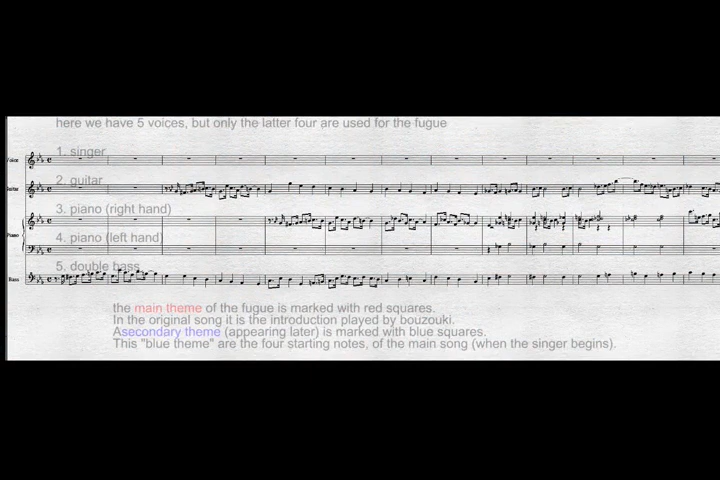 here we have 5 voices, but only the latter four are used for the fugue
1. singer
Voice
2. guitar
Guitar
3. piano (right hand)
Piano
4. piano (left hand)
5. double bass
Bass
the main theme of the fugue is marked with red squares.
In the original song it is the introduction played by bouzouki.
Asecondary theme (appearing later) is marked with blue squares.
This "blue theme" are the four starting notes, of the main song (when the singer begins).